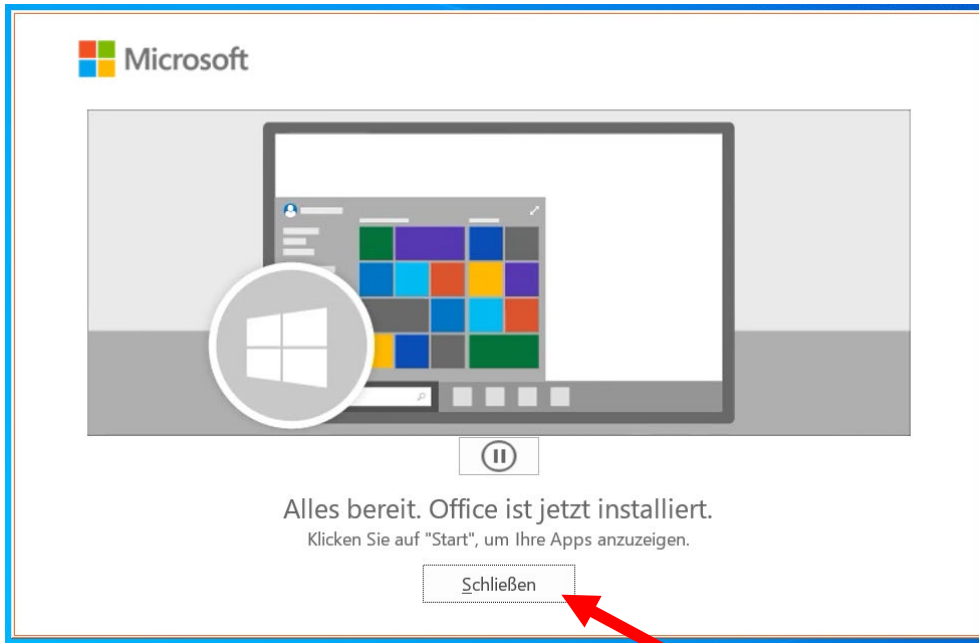 Microsoft
Alles bereit. Office ist jetzt installiert.
Klicken Sie auf "Start", um Ihre Apps anzuzeigen.
Schließen